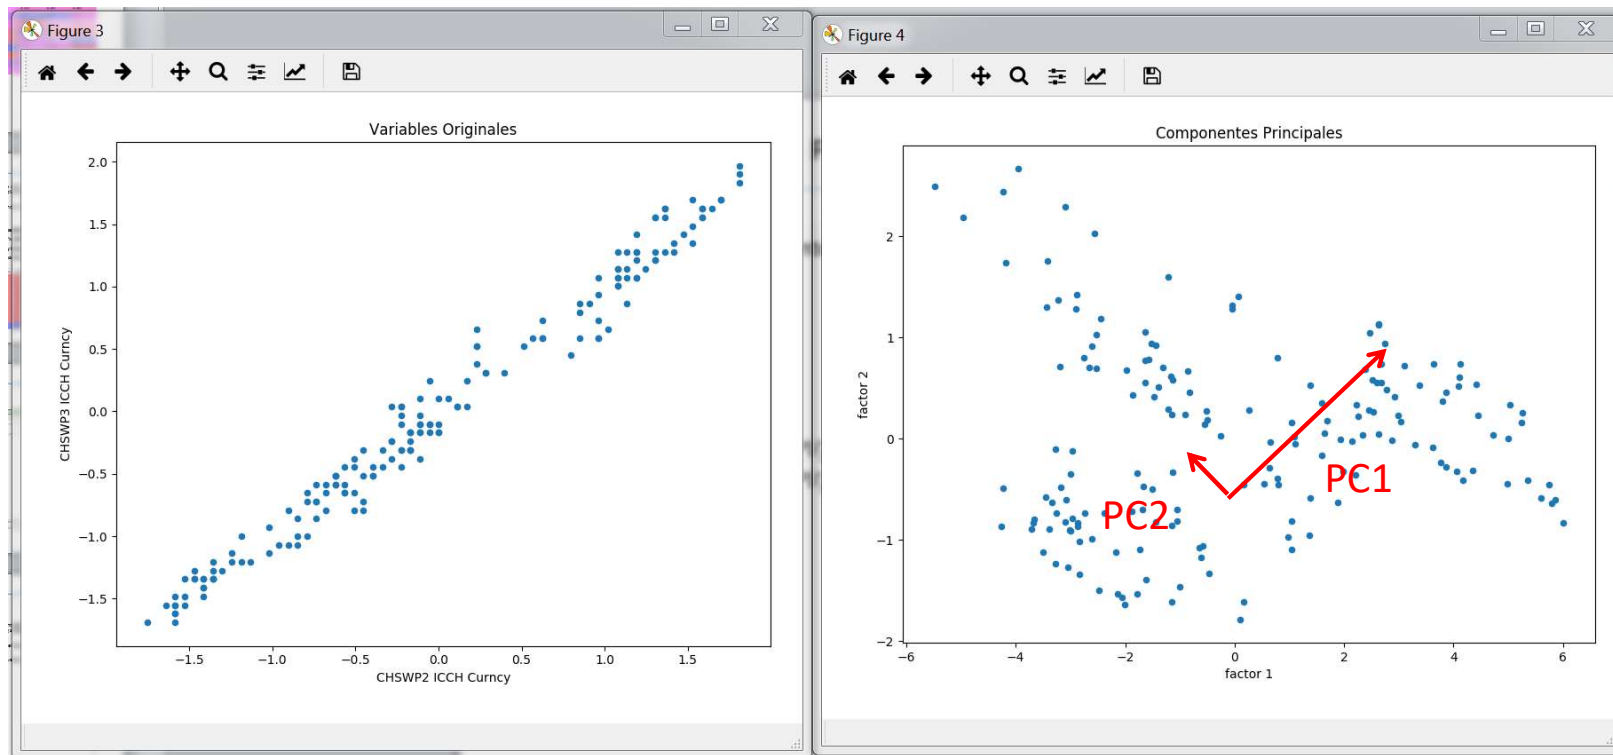 Figure 3
Variables Originales
2.0
1.5
1.0
0.5
0.0
−0.5
−1.0
−1.5
CHSWP3 ICCH Curncy
−1.5
−1.0
−0.5
0.0
0.5
1.0
1.5
CHSWP2 ICCH Curncy
Figure 4
Componentes Principales
2
1
0
−1
−2
factor 2
PC1
PC2
−6
−4
−2
0
2
4
6
factor 1